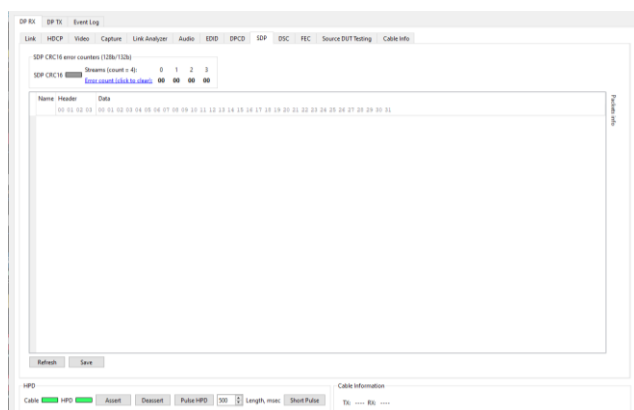 DP RX DP TX Event Log
Link HDCP Video Capture Link Analyzer Audio EDID DPCD SDP DSC FEC Source DUT Testing Cable Info
SDP CRC16 error counters (128b/132b)
Streams (count = 4): 0 1 2 3
SDP CRC16
Error count (click to clear): 00 00 00 00
Name Header Data
00 01 02 03 00 01 02 03 04 05 06 07 08 09 10 11 12 13 14 15 16 17 18 19 20 21 22 23 24 25 26 27 28 29 30 31
Packets info
Refresh Save
HPD
Cable HPD Assert Deassert Pulse HPD 500 Length, msec Short Pulse
Cable Information
TX: ---- RX: ----